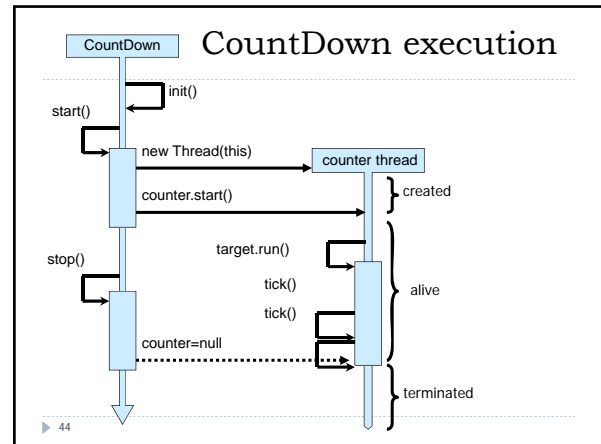 CountDown execution
CountDown
init()
start()
new Thread(this)
counter thread
created
counter.start()
target.run()
stop()
tick()
alive
tick()
counter=null
terminated
44